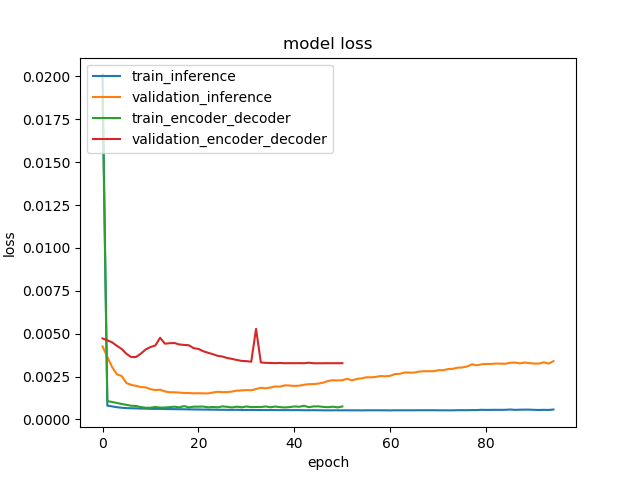 model loss
train_inference
validation_inference
train_encoder_decoder
validation_encoder_decoder
0.0200
0.0175
0.0150
0.0125
0.0100
0.0075
0.0050
0.0025
0.0000
loss
0 20 40 60 80
epoch